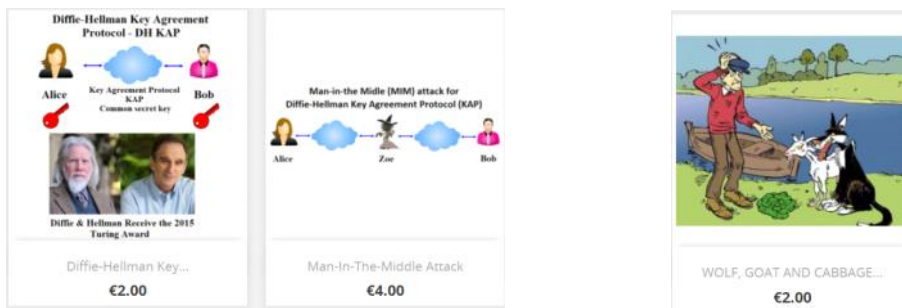 Diffie-Hellman Key Agreement
Protocol - DH KAP
Alice
Key Agreement Protocol
KAP
Common secret key
Bob
Diffie & Hellman Receive the 2015
Turing Award
Diffie-Hellman Key...
€2.00
Man-in-the Midle (MIM) attack for
Diffie-Hellman Key Agreement Protocol (KAP)
Alice
Zoe
Bob
Man-In-The-Middle Attack
€4.00
WOLF, GOAT AND CABBAGE...
€2.00